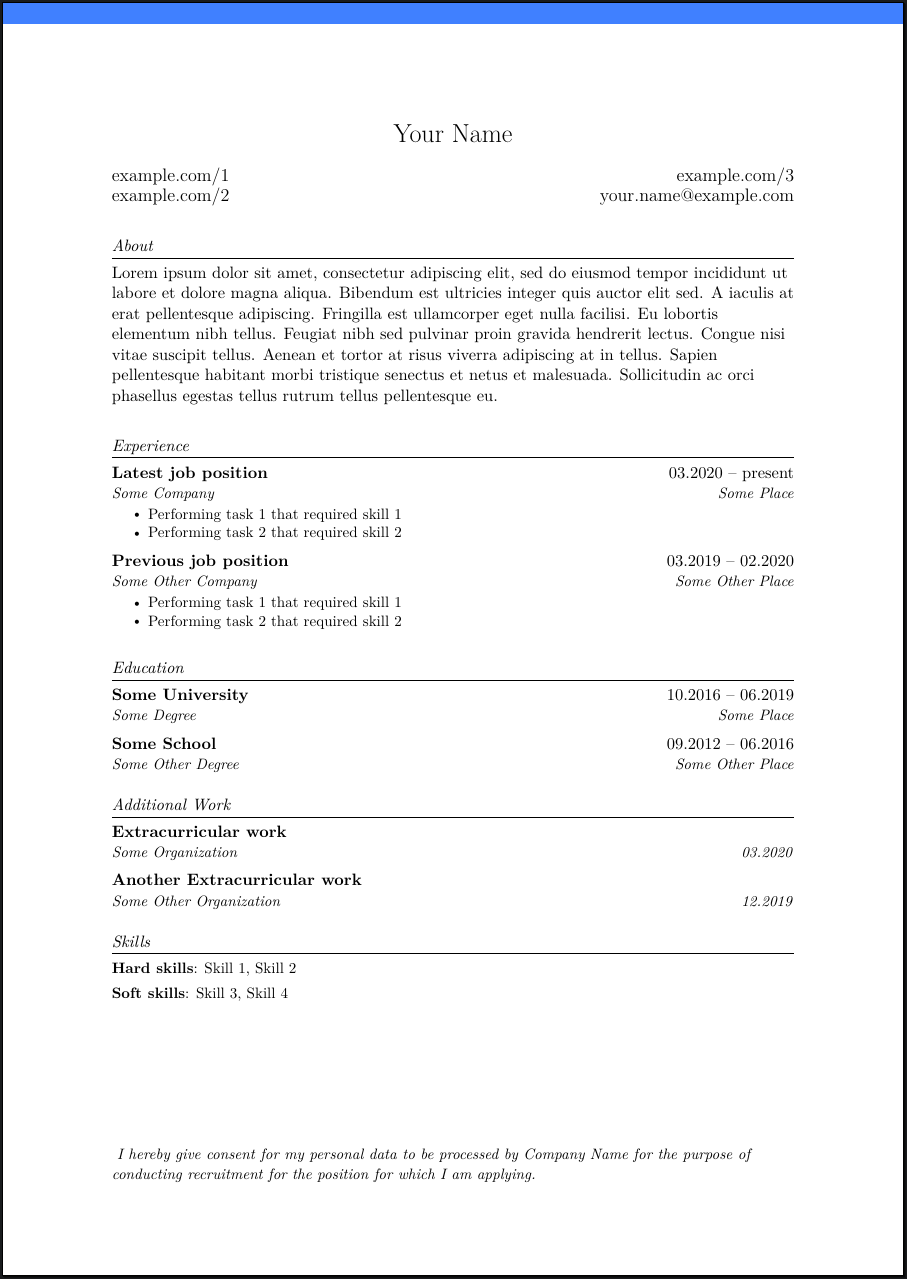 Your Name
example.com/1 example.com/3
example.com/2 your.name@example.com
About
Lorem ipsum dolor sit amet, consectetur adipiscing elit, sed do eiusmod tempor incididunt ut
labore et dolore magna aliqua. Bibendum est ultricies integer quis auctor elit sed. A iaculis at
erat pellentesque adipiscing. Fringilla est ullamcorper eget nulla facilisi. Eu lobortis
elementum nibh tellus. Feugiat nibh sed pulvinar proin gravida hendrerit lectus. Congue nisi
vitae suscipit tellus. Aenean et tortor at risus viverra adipiscing at in tellus. Sapien
pellentesque habitant morbi tristique senectus et netus et malesuada. Sollicitudin ac orci
phasellus egestas tellus rutrum tellus pellentesque eu.
Experience
Latest job position 03.2020 – present
Some Company Some Place
• Performing task 1 that required skill 1
• Performing task 2 that required skill 2
Previous job position 03.2019 – 02.2020
Some Other Company Some Other Place
• Performing task 1 that required skill 1
• Performing task 2 that required skill 2
Education
Some University 10.2016 – 06.2019
Some Degree Some Place
Some School 09.2012 – 06.2016
Some Other Degree Some Other Place
Additional Work
Extracurricular work
Some Organization 03.2020
Another Extracurricular work
Some Other Organization 12.2019
Skills
Hard skills: Skill 1, Skill 2
Soft skills: Skill 3, Skill 4
I hereby give consent for my personal data to be processed by Company Name for the purpose of
conducting recruitment for the position for which I am applying.